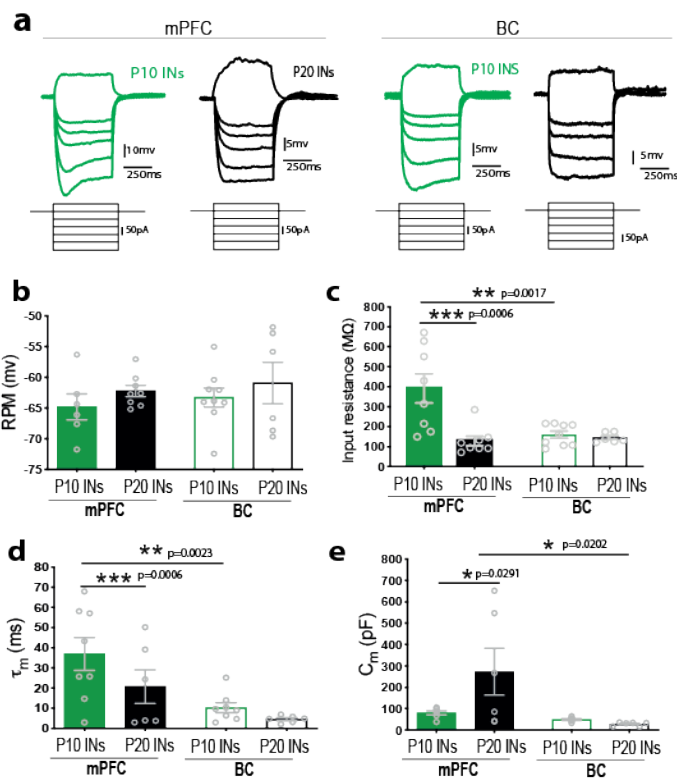 a
mPFC
BC
P10 INs
P20 INs
P10 INS
10mv
250ms
5mv
250ms
5mv
250ms
5mv
250ms
50pA
50pA
50pA
50pA
b
RPM (mv)
-50
-55
-60
-65
-70
-75
P10 INs P20 INs P10 INs P20 INs
mPFC BC
c
** p=0.0017
*** p=0.0006
Input resistance (MΩ)
800
700
600
500
400
300
200
100
0
P10 INs P20 INs P10 INs P20 INs
mPFC BC
d
** p=0.0023
*** p=0.0006
τm (ms)
80
70
60
50
40
30
20
10
0
P10 INs P20 INs P10 INs P20 INs
mPFC BC
e
* p=0.0202
* p=0.0291
Cm (pF)
800
700
600
500
400
300
200
100
0
P10 INs P20 INs P10 INs P20 INs
mPFC BC